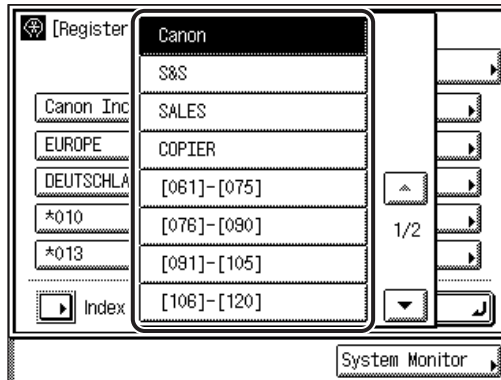 [Register
Canon
S&S
Canon Inc
SALES
EUROPE
COPIER
DEUTSCHLA
[061]-[075]
*010
[076]-[090]
1/2
*013
[091]-[105]
Index
[106]-[120]
System Monitor